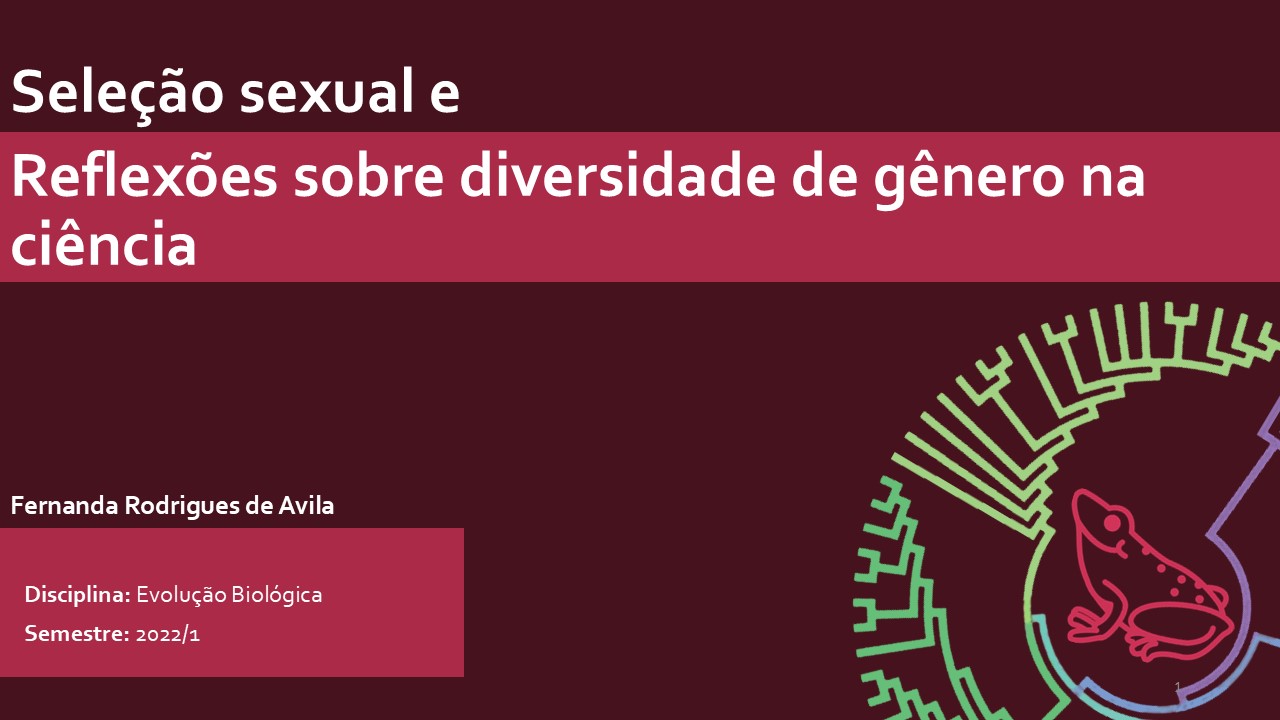 Seleção sexual e
Reflexões sobre diversidade de gênero na
ciência
Fernanda Rodrigues de Avila
Disciplina: Evolução Biológica
Semestre: 2022/1
1